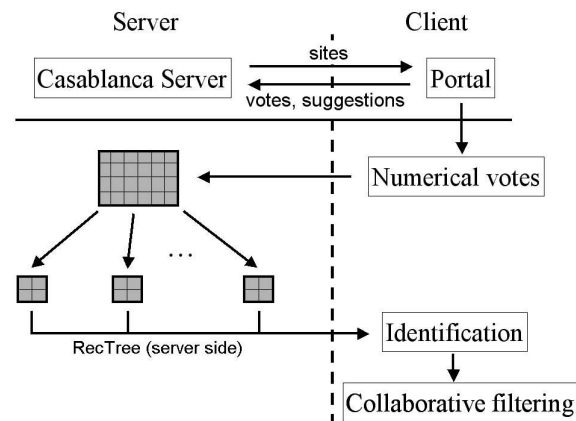 Server
Client
sites
Casablanca Server
Portal
votes, suggestions
Numerical votes
...
Identification
RecTree (server side)
Collaborative filtering